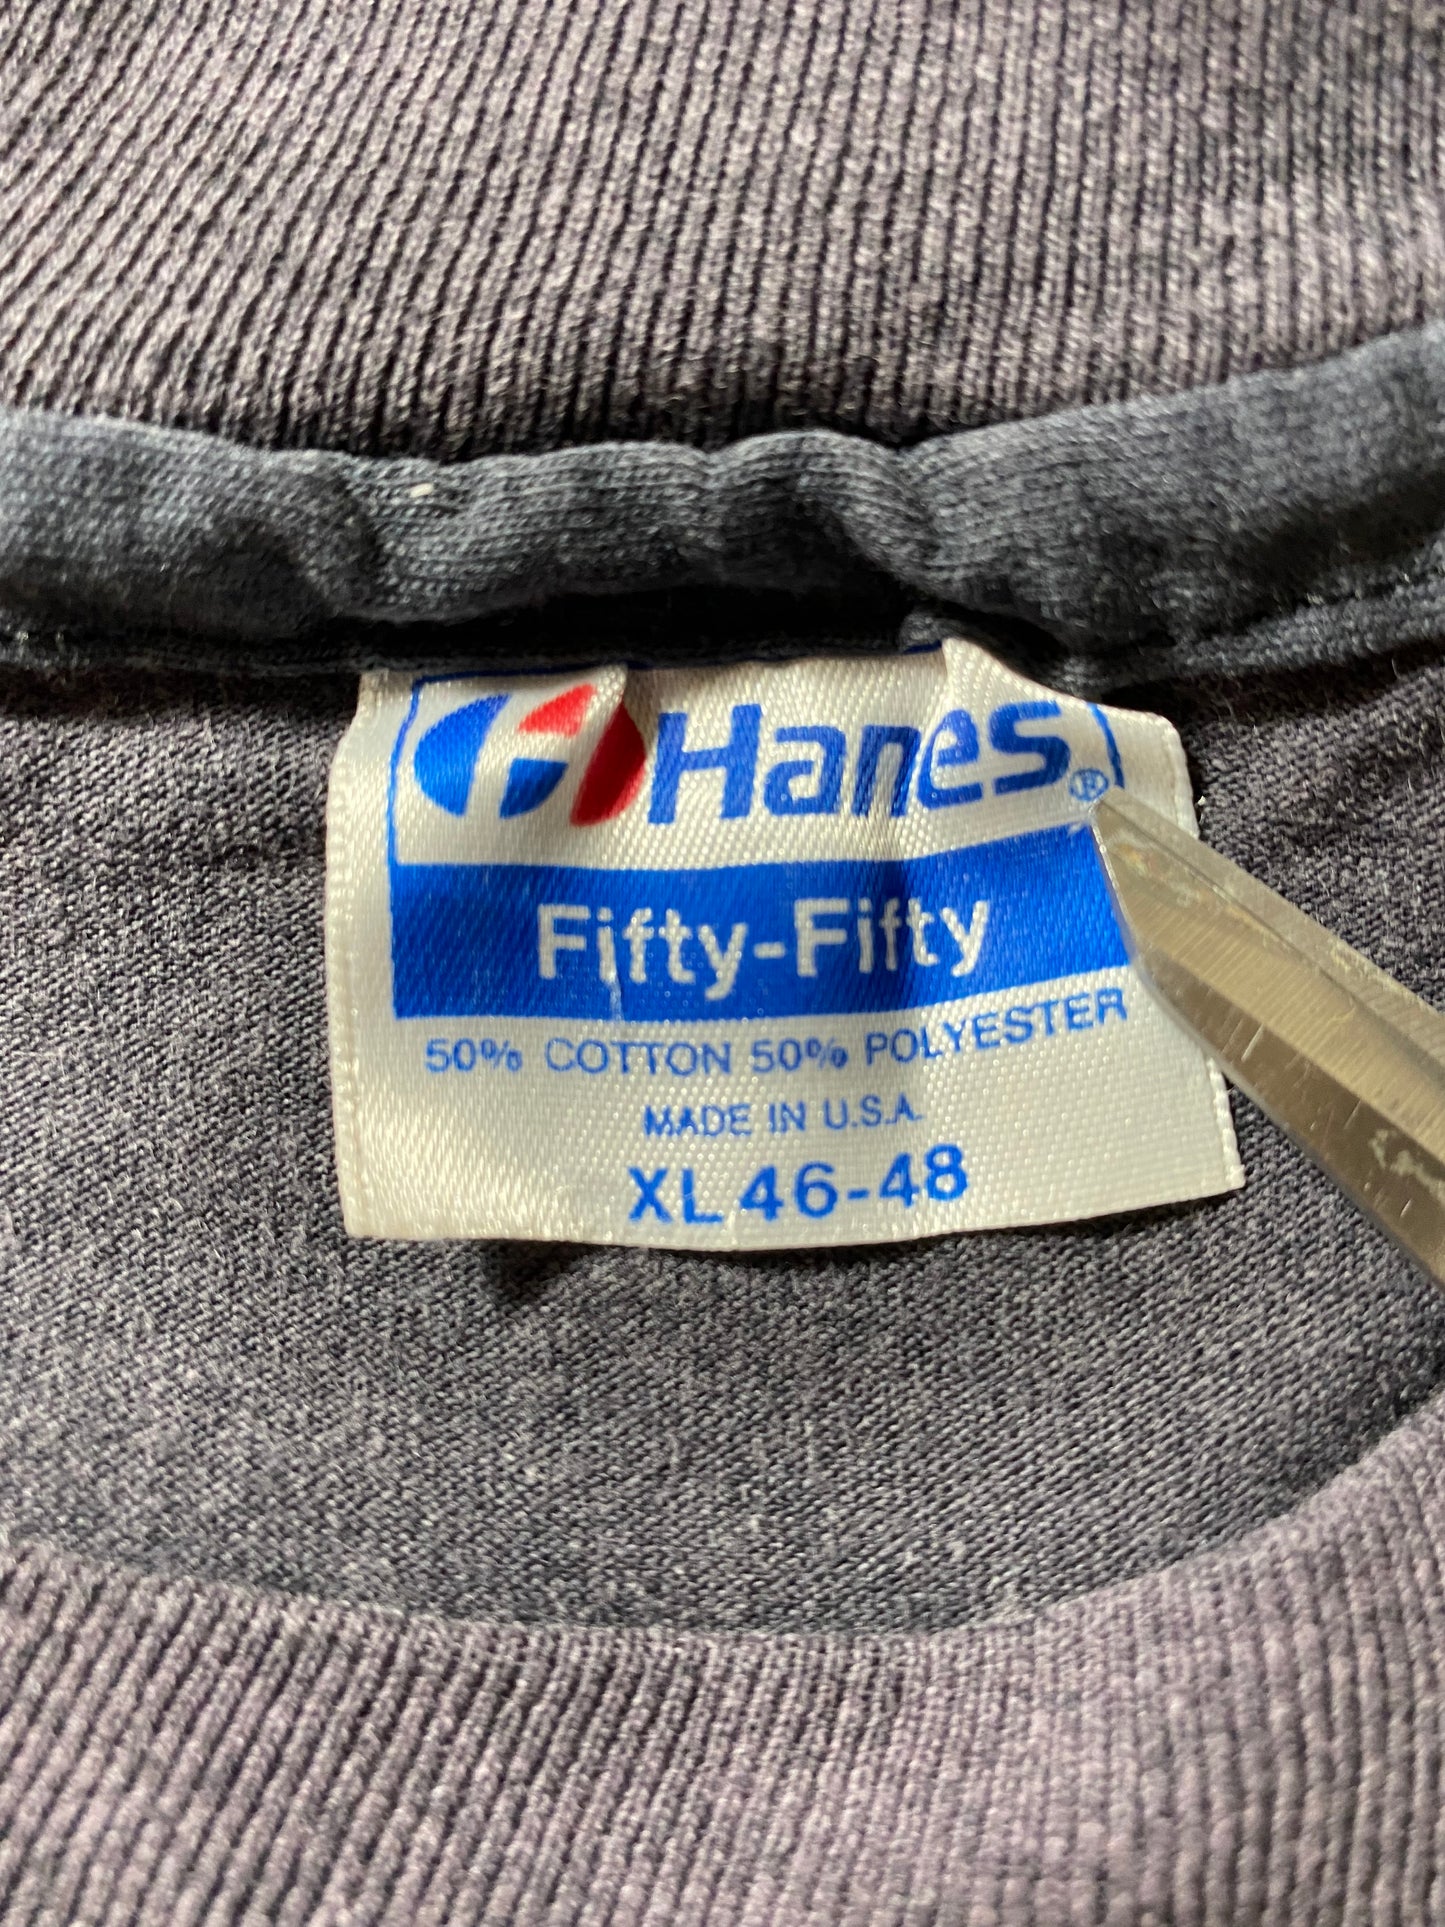 Hanes®
Fifty-Fifty
50% COTTON 50% POLYESTER
MADE IN U.S.A.
XL 46-48